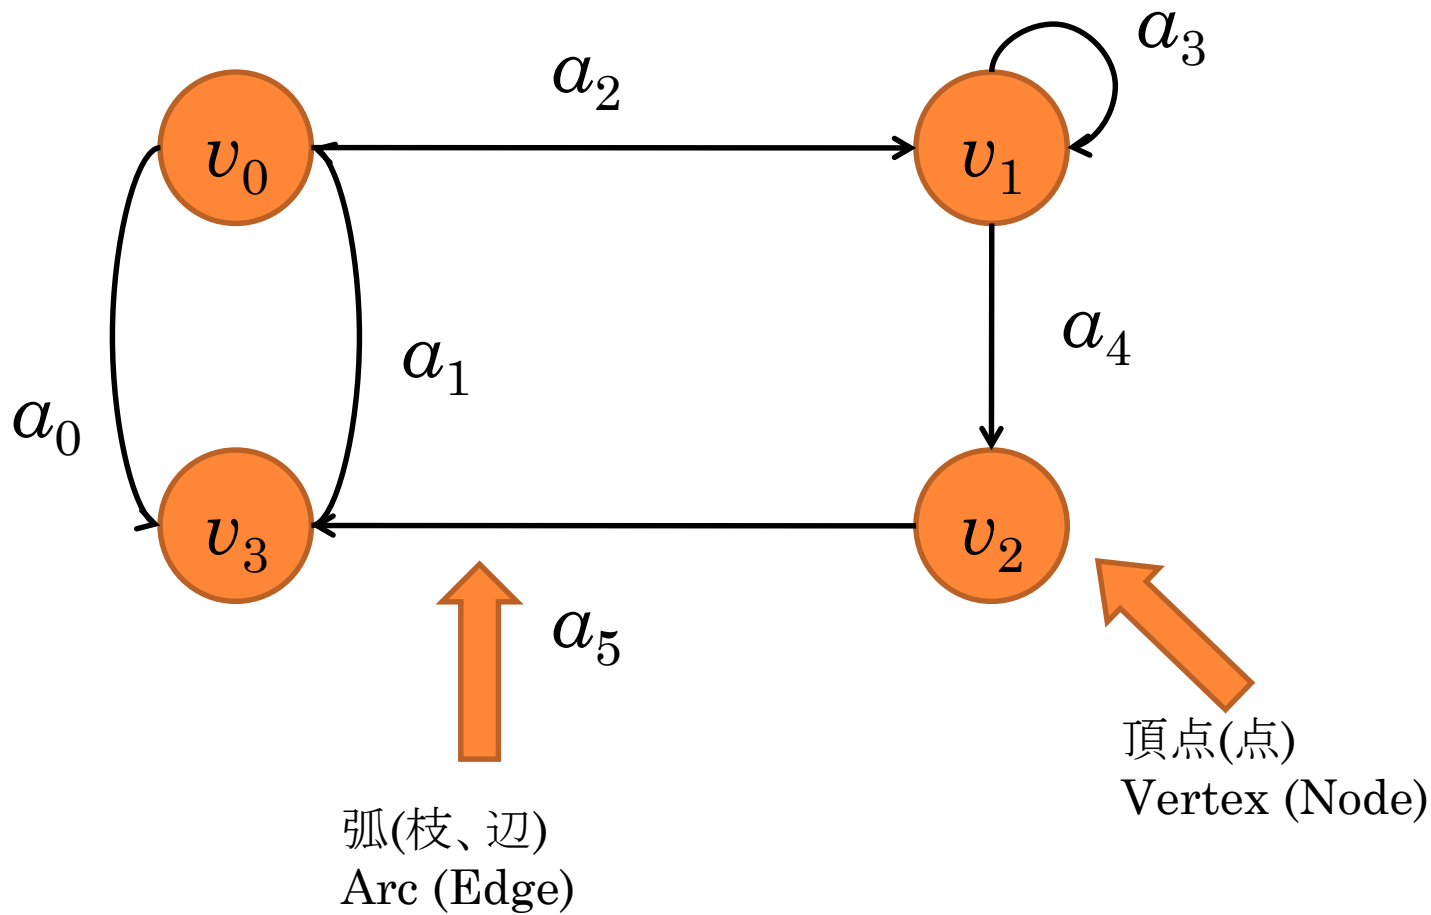 a₃
a₂
v₀
v₁
a₄
a₁
a₀
v₃
v₂
a₅
頂点(点)
Vertex (Node)
弧(枝、辺)
Arc (Edge)